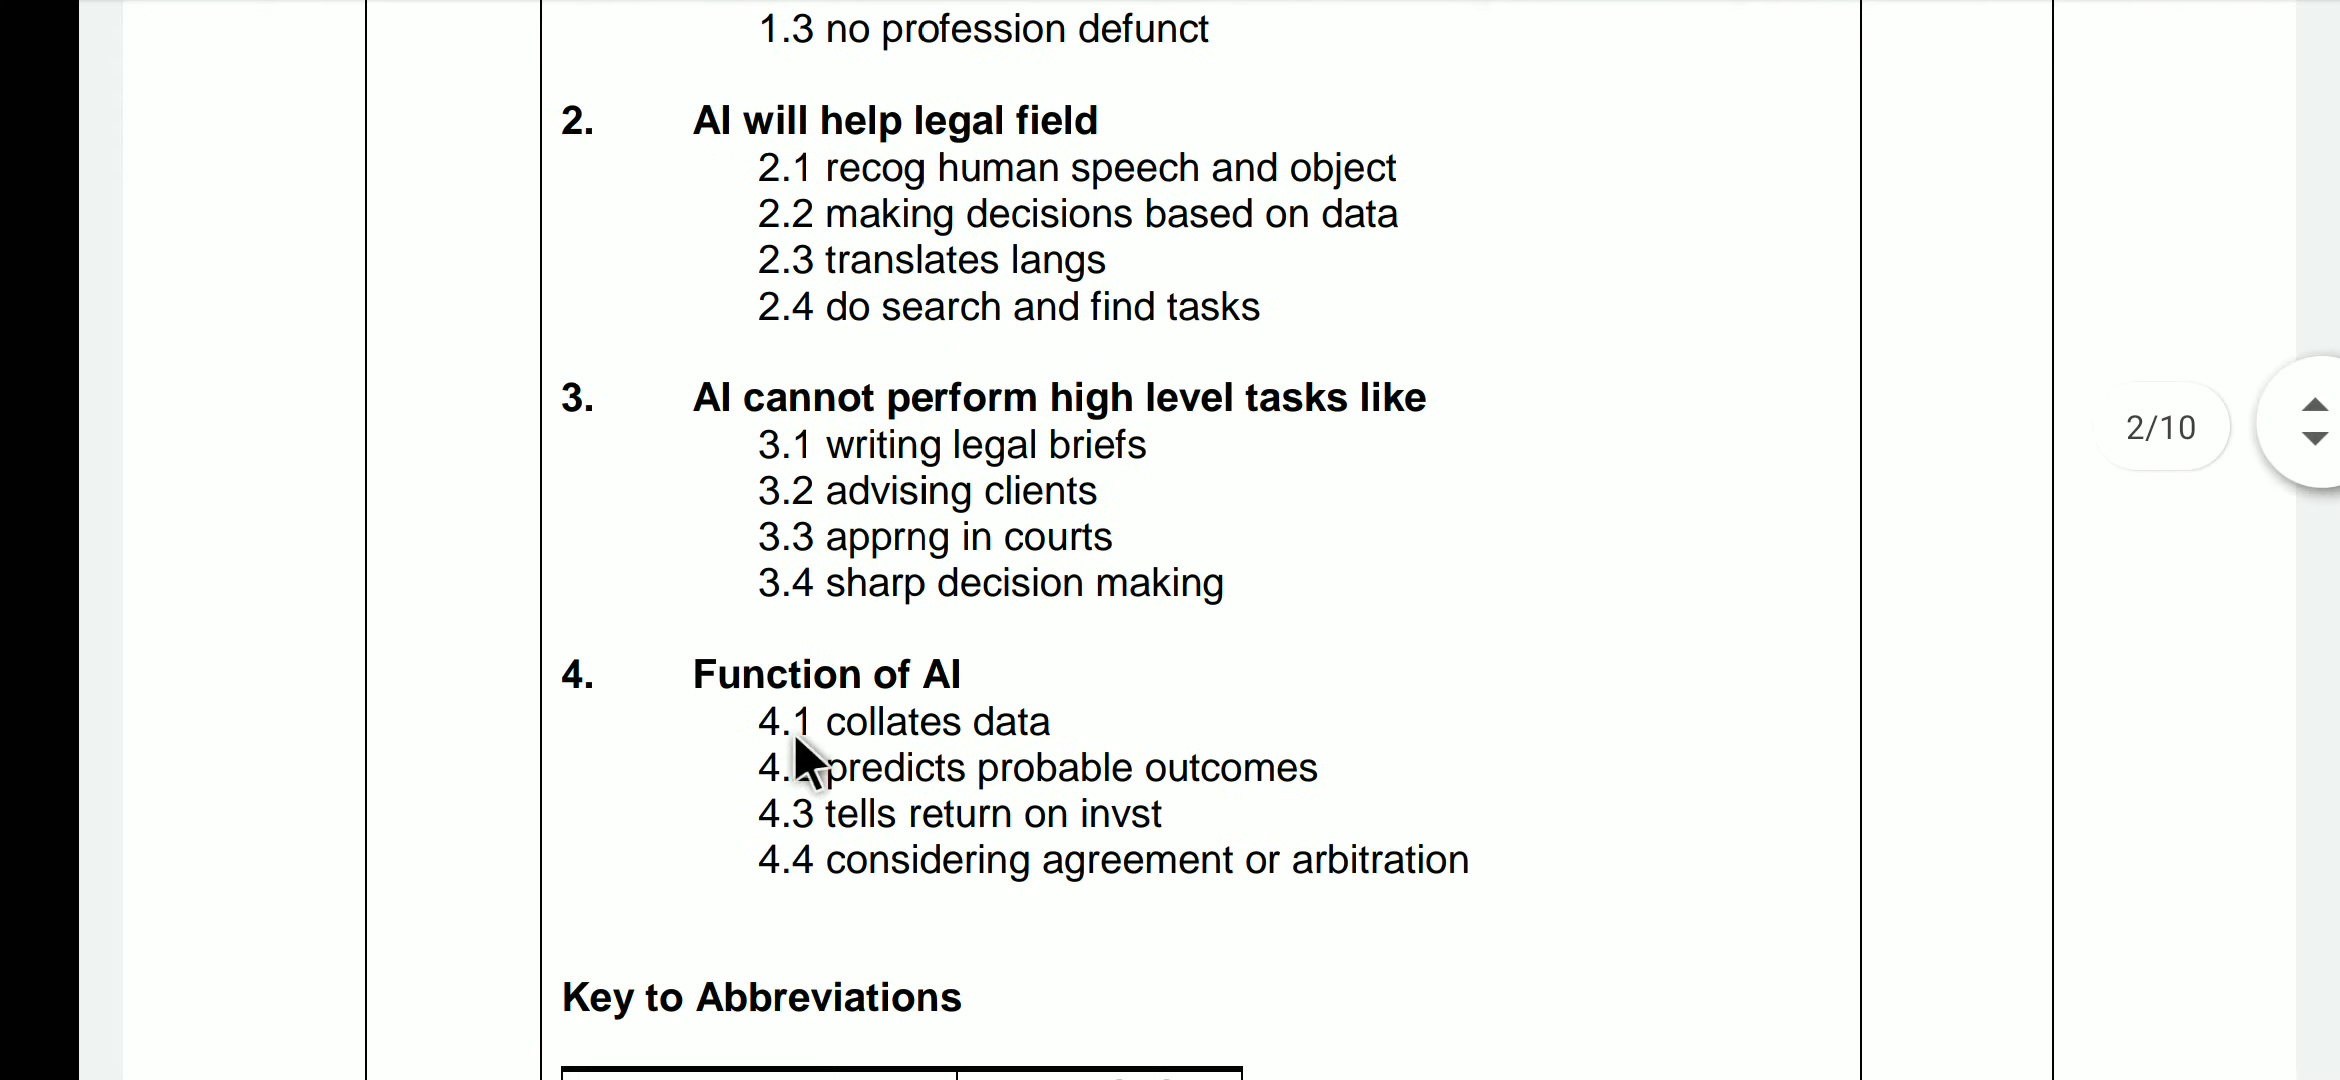 1.3 no profession defunct
2. AI will help legal field
2.1 recog human speech and object
2.2 making decisions based on data
2.3 translates langs
2.4 do search and find tasks
3. AI cannot perform high level tasks like
3.1 writing legal briefs
3.2 advising clients
3.3 apprng in courts
3.4 sharp decision making
2/10
4. Function of AI
4.1 collates data
4. predicts probable outcomes
4.3 tells return on invst
4.4 considering agreement or arbitration
Key to Abbreviations